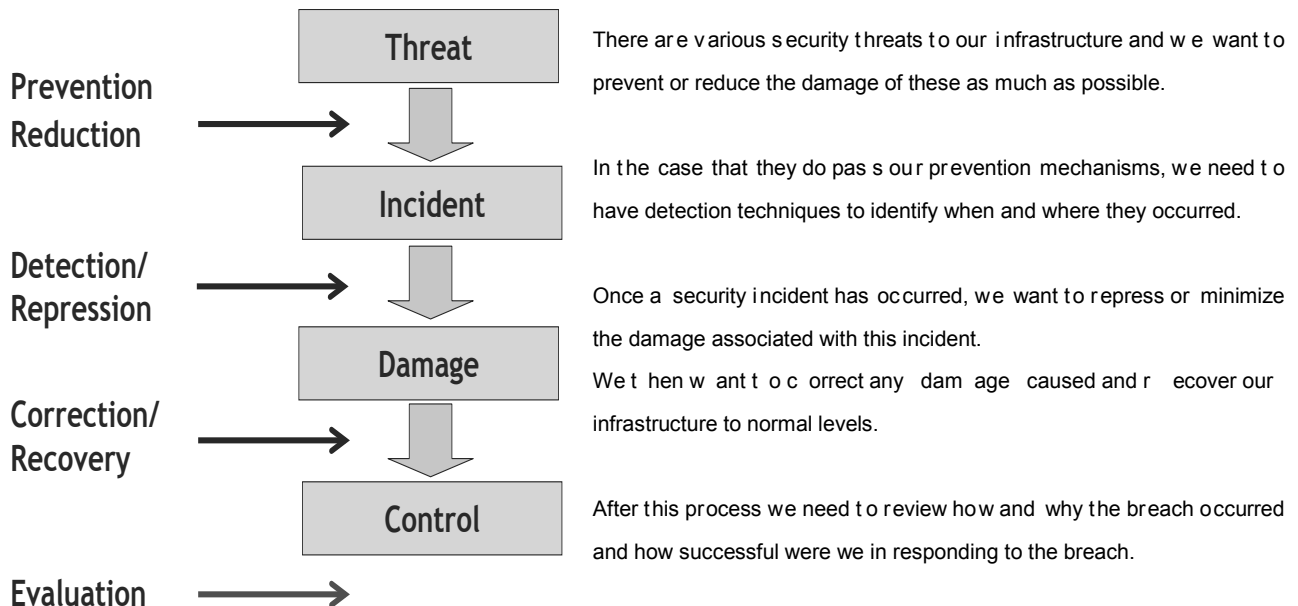 Threat
There are various security threats to our infrastructure and we want to
prevent or reduce the damage of these as much as possible.
Prevention
Reduction
In the case that they do pass our prevention mechanisms, we need to
have detection techniques to identify when and where they occurred.
Incident
Detection/
Repression
Once a security incident has occurred, we want to repress or minimize
the damage associated with this incident.
Damage
We then want to correct any damage caused and recover our
infrastructure to normal levels.
Correction/
Recovery
Control
After this process we need to review how and why the breach occurred
and how successful were we in responding to the breach.
Evaluation